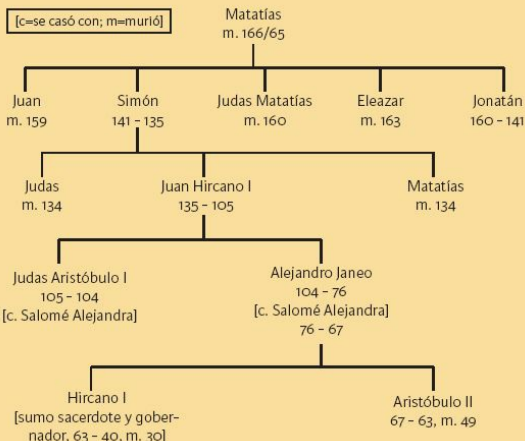 [c=se casó con; m=murió]
Matatías
m. 166/65
Juan
m. 159
Simón
141 – 135
Judas Matatías
m. 160
Eleazar
m. 163
Jonatán
160 – 141
Judas
m. 134
Juan Hircano I
135 – 105
Matatías
m. 134
Judas Aristóbulo I
105 – 104
[c. Salomé Alejandra]
Alejandro Janeo
104 – 76
[c. Salomé Alejandra]
76 – 67
Hircano I
[sumo sacerdote y gober-
nador, 63 – 40, m. 30]
Aristóbulo II
67 – 63, m. 49